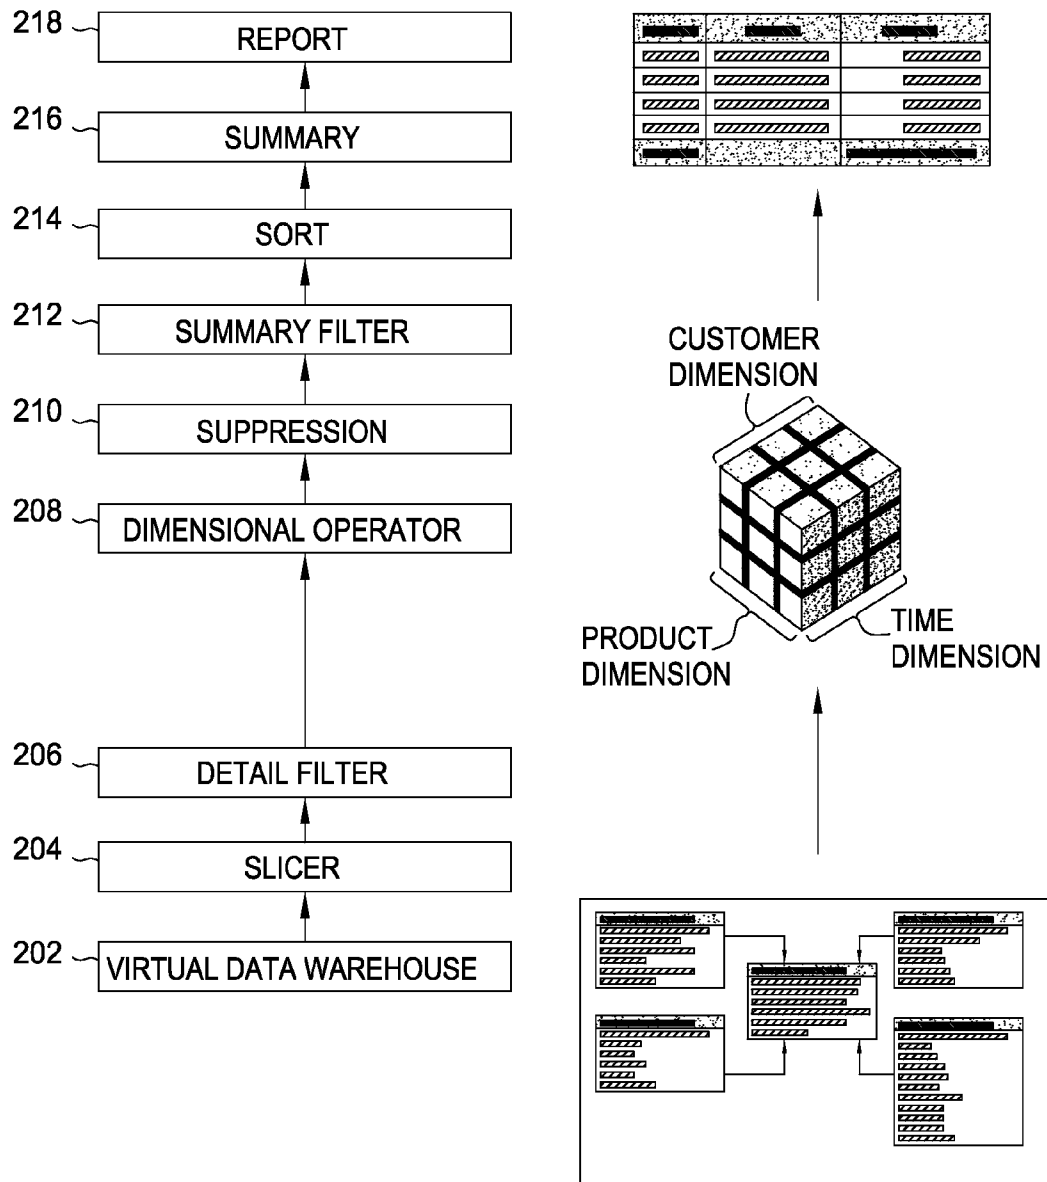 218
REPORT
216
SUMMARY
214
SORT
212
SUMMARY FILTER
210
SUPPRESSION
208
DIMENSIONAL OPERATOR
206
DETAIL FILTER
204
SLICER
202
VIRTUAL DATA WAREHOUSE
CUSTOMER
DIMENSION
PRODUCT
DIMENSION
TIME
DIMENSION